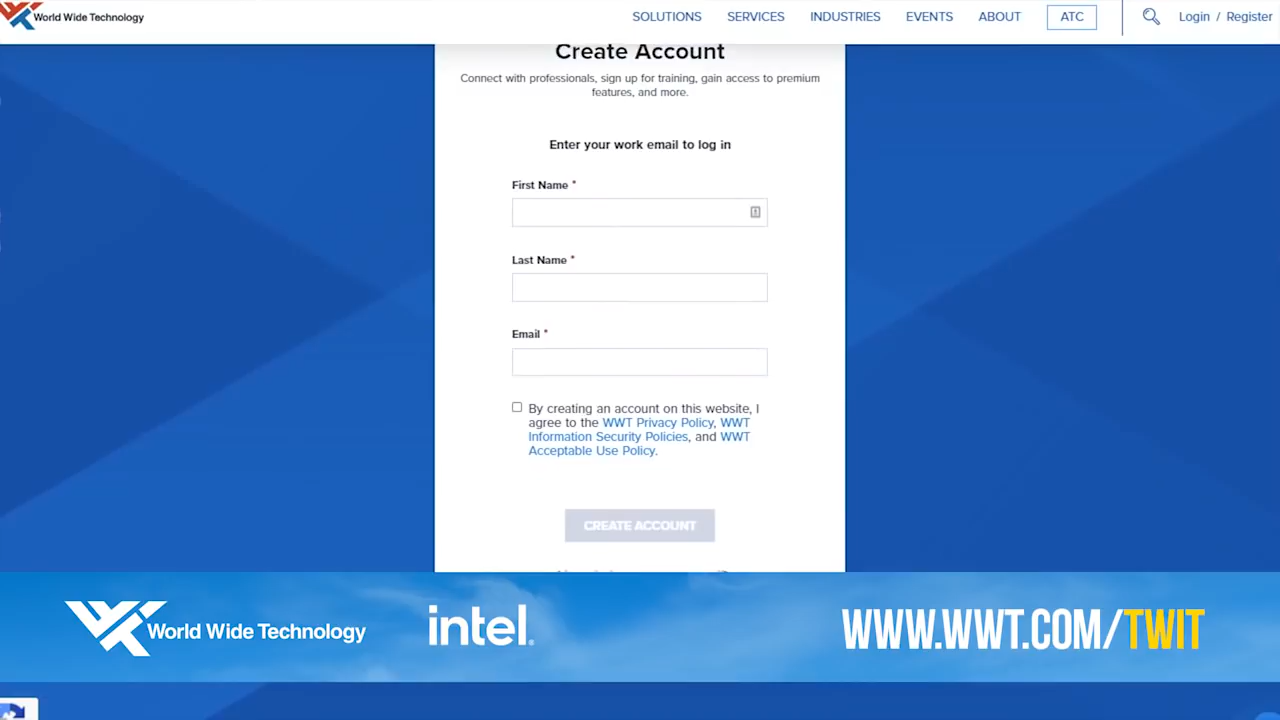 World Wide Technology
SOLUTIONS SERVICES INDUSTRIES EVENTS ABOUT ATC Login / Register
Create Account
Connect with professionals, sign up for training, gain access to premium
features, and more.
Enter your work email to log in
First Name *
Last Name *
Email *
By creating an account on this website, I
agree to the WWT Privacy Policy, WWT
Information Security Policies, and WWT
Acceptable Use Policy.
CREATE ACCOUNT
World Wide Technology
intel.
WWW.WWT.COM/TWIT